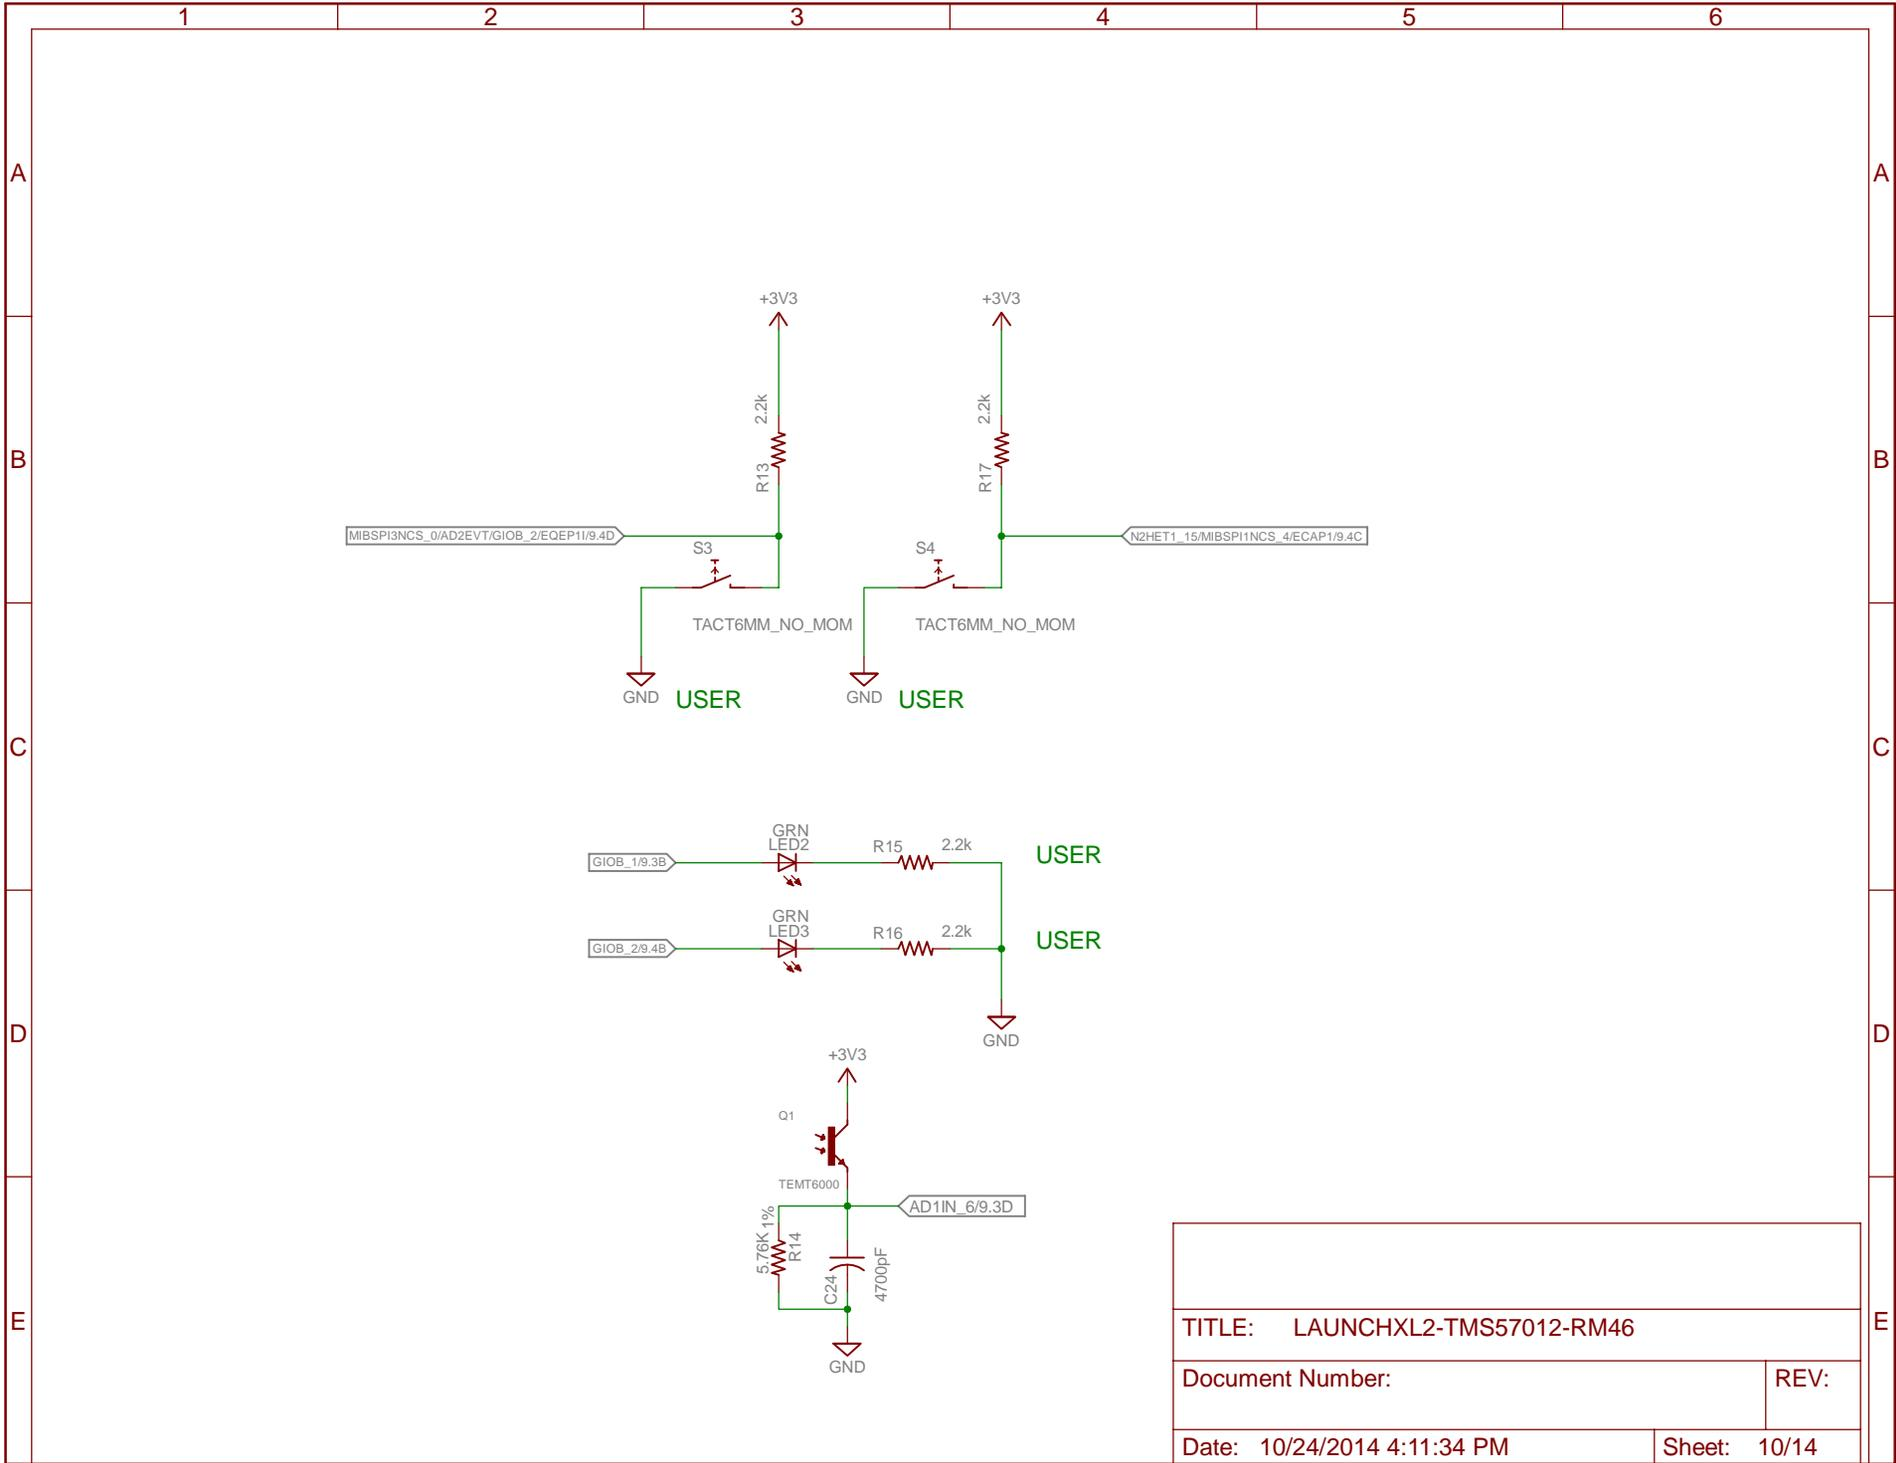 1 2 3 4 5 6
A A
+3V3 +3V3
2.2k 2.2k
B B
R13 R17
MIBSPI3NCS_0/AD2EVT/GIOB_2/EQEP1I/9.4D N2HET1_15/MIBSPI1NCS_4/ECAP1/9.4C
S3 S4
TACT6MM_NO_MOM TACT6MM_NO_MOM
GND USER GND USER
C C
GRN
LED2 R15 2.2k USER
GIOB_1/9.3B
GRN
LED3 R16 2.2k USER
GIOB_2/9.4B
D D
GND
+3V3
Q1
TEMT6000
AD1IN_6/9.3D
5.76K 1%
R14
C24
4700pF
E E
GND
TITLE: LAUNCHXL2-TMS57012-RM46
Document Number: REV:
Date: 10/24/2014 4:11:34 PM Sheet: 10/14